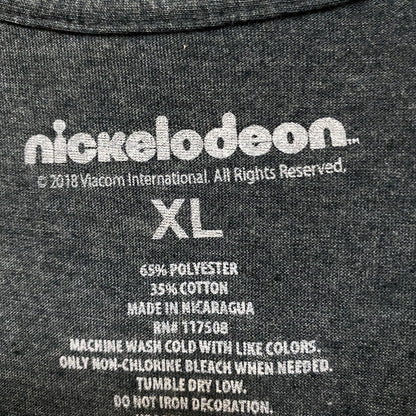 nickelodeon™
© 2018 Viacom International. All Rights Reserved.
XL
65% POLYESTER
35% COTTON
MADE IN NICARAGUA
RN# 117508
MACHINE WASH COLD WITH LIKE COLORS.
ONLY NON-CHLORINE BLEACH WHEN NEEDED.
TUMBLE DRY LOW.
DO NOT IRON DECORATION.